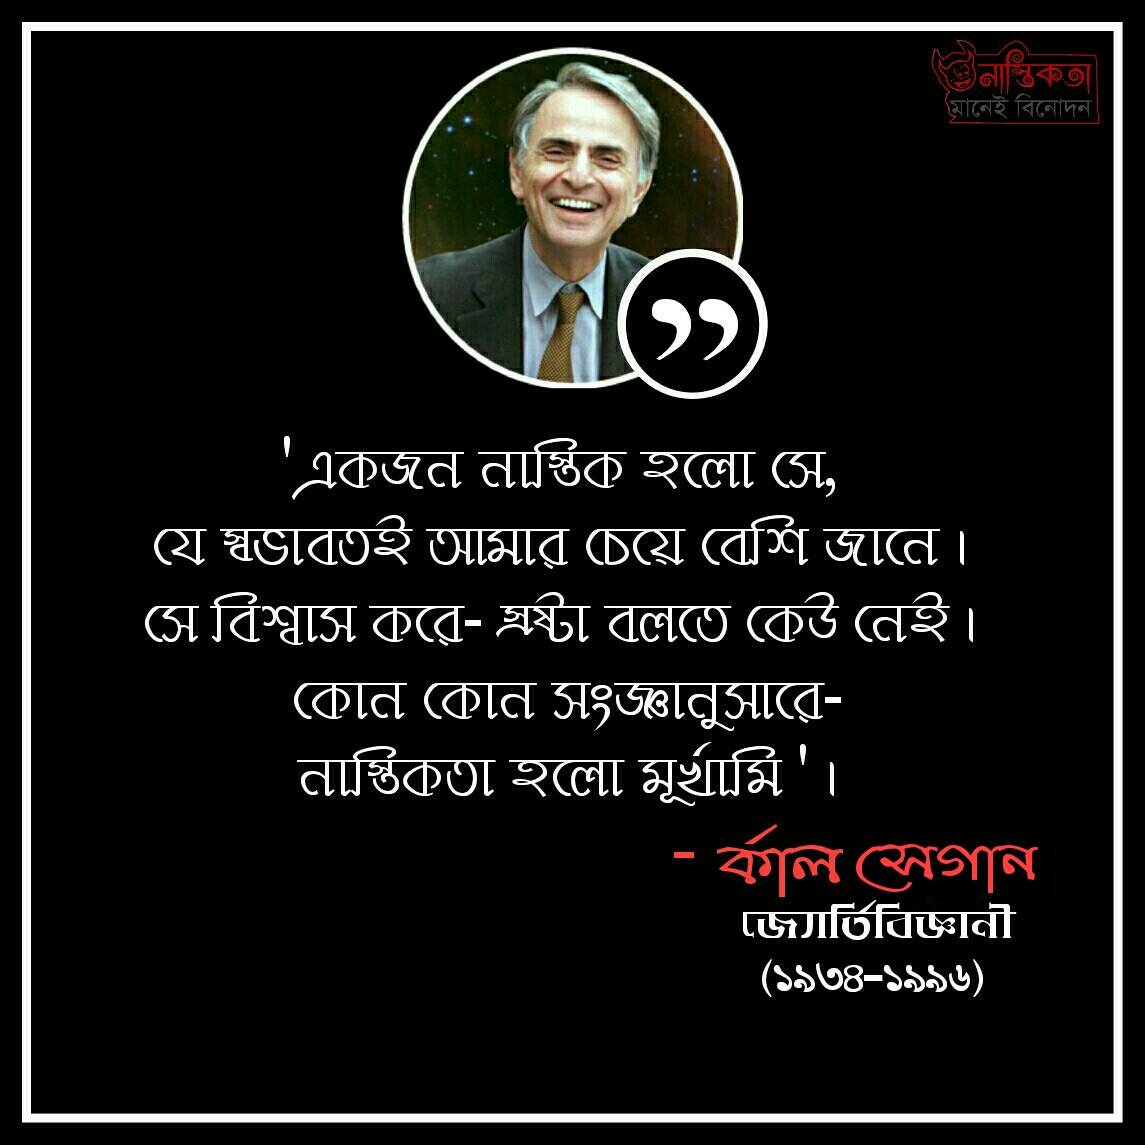 নাস্তিকতা
মানেই বিনোদন
'একজন নাস্তিক হলো সে,
যে স্বভাবতই আমার চেয়ে বেশি জানে।
সে বিশ্বাস করে- স্রষ্টা বলতে কেউ নেই।
কোন কোন সংজ্ঞানুসারে-
নাস্তিকতা হলো মূর্খামি '।
- র্কাল সেগান
জ্যোর্তিবিজ্ঞানী
(১৯৩৪-১৯৯৬)